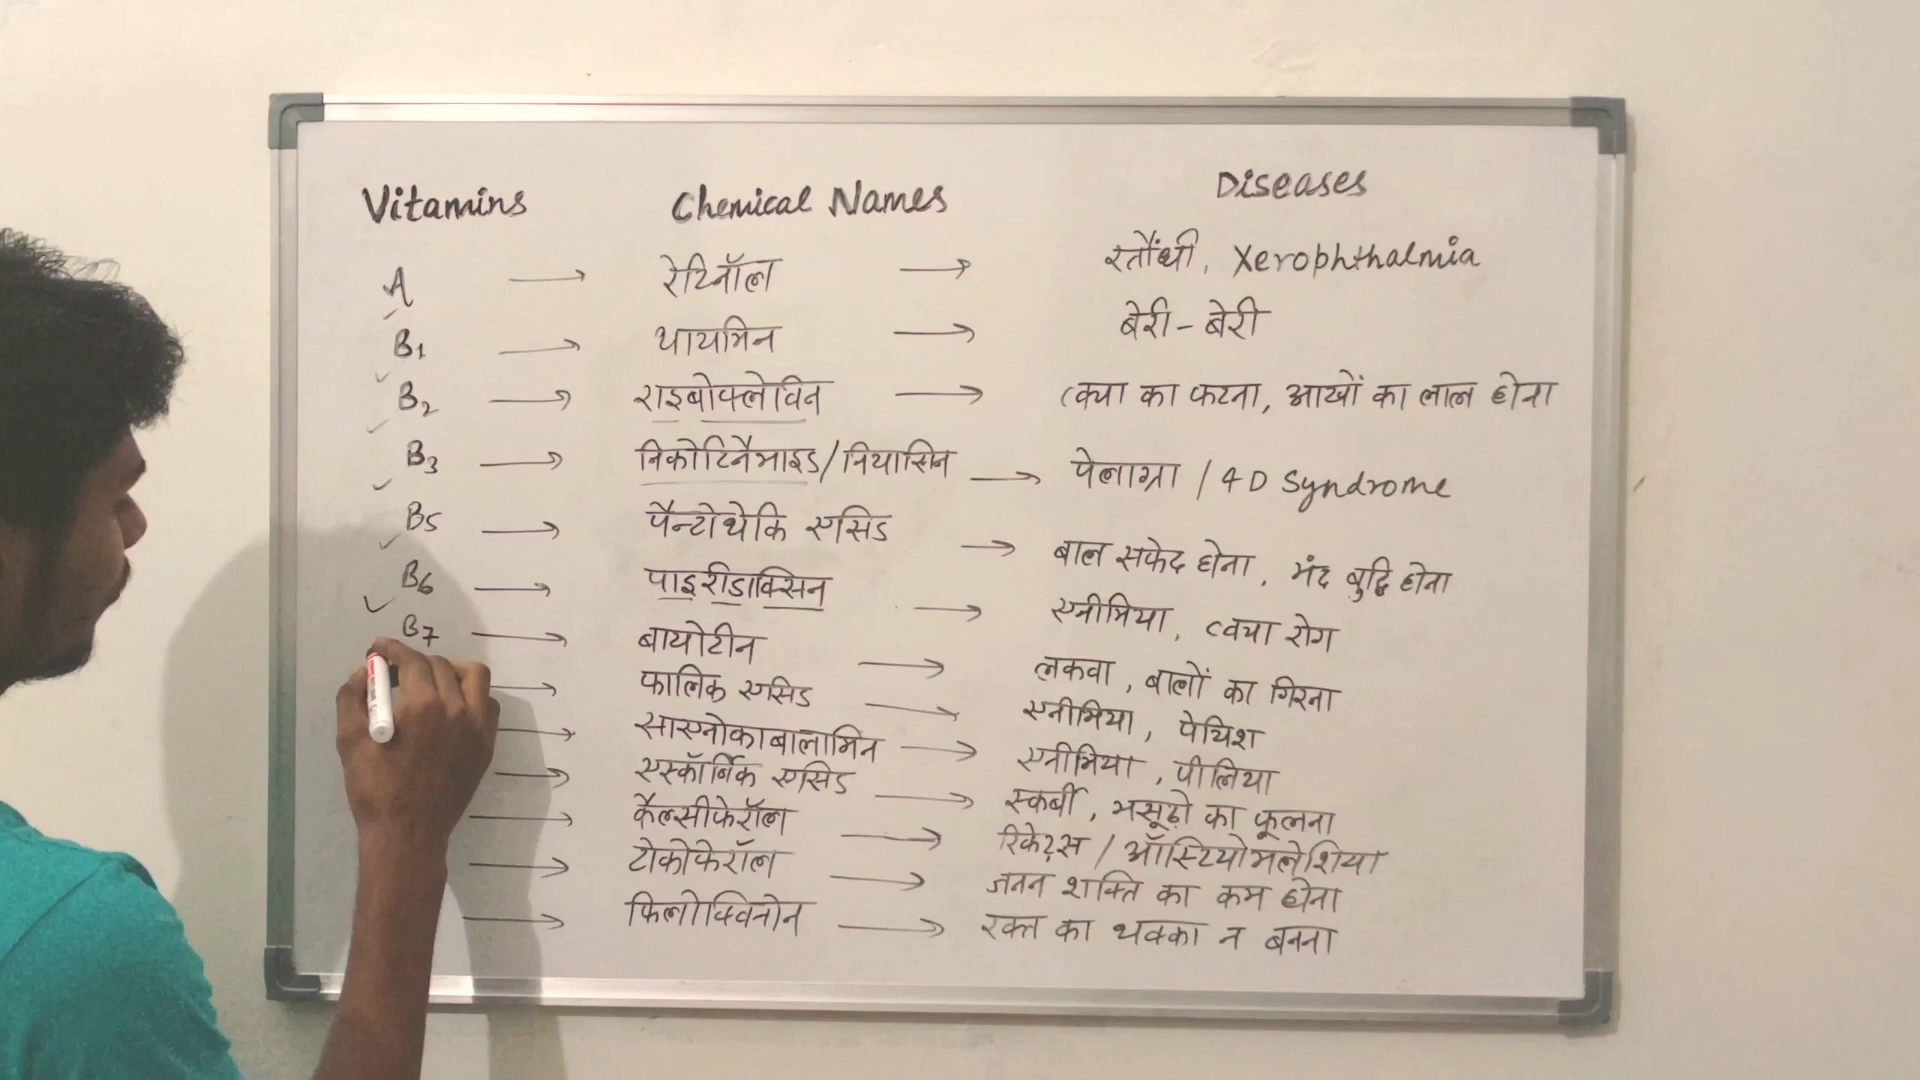 Vitamins Chemical Names Diseases
A → रेटिनॉल → रतौंधी, Xerophthalmia
B1 → थायमिन → बेरी-बेरी
B2 → राइबोफ्लेविन → त्वचा का फटना, आखों का लाल होना
B3 → निकोटिनैमाइड/नियासिन → पेलाग्रा / 4D Syndrome
B5 → पैन्टोथेकि एसिड → बाल सफेद होना, मंद बुद्धि होना
B6 → पाइरीडाक्सिन → एनीमिया, त्वचा रोग
B7 → बायोटीन → लकवा, बालों का गिरना
→ फालिक एसिड → एनीमिया, पेचिश
→ साएनोकाबालामिन → एनीमिया, पीलिया
→ एस्कॉर्बिक एसिड → स्कर्वी, मसूढ़ो का फूलना
→ कैल्सीफेरॉल → रिकेट्स / ऑस्टियोमलेशिया
→ टोकोफेरॉल → जनन शक्ति का कम होना
→ फिलोक्विनोन → रक्त का थक्का न बनना